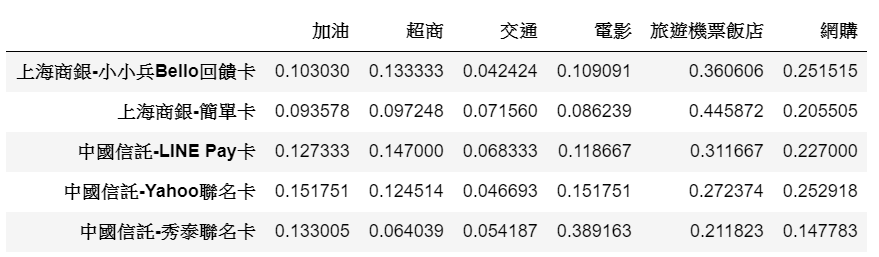 加油 超商 交通 電影 旅遊機票飯店 網購
上海商銀-小小兵Bello回饋卡 0.103030 0.133333 0.042424 0.109091 0.360606 0.251515
上海商銀-簡單卡 0.093578 0.097248 0.071560 0.086239 0.445872 0.205505
中國信託-LINE Pay卡 0.127333 0.147000 0.068333 0.118667 0.311667 0.227000
中國信託-Yahoo聯名卡 0.151751 0.124514 0.046693 0.151751 0.272374 0.252918
中國信託-秀泰聯名卡 0.133005 0.064039 0.054187 0.389163 0.211823 0.147783